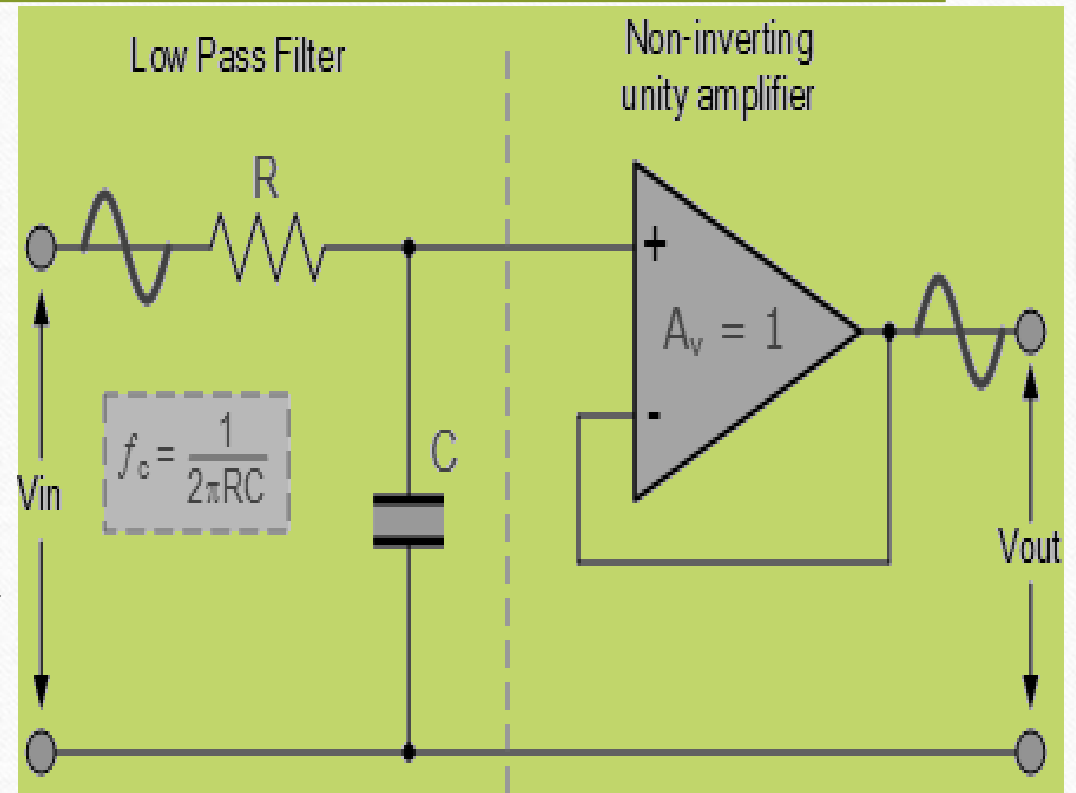 Low Pass Filter
Non-inverting
unity amplifier
R
+
Av = 1
-
fc = 1
2πRC
C
Vin
Vout